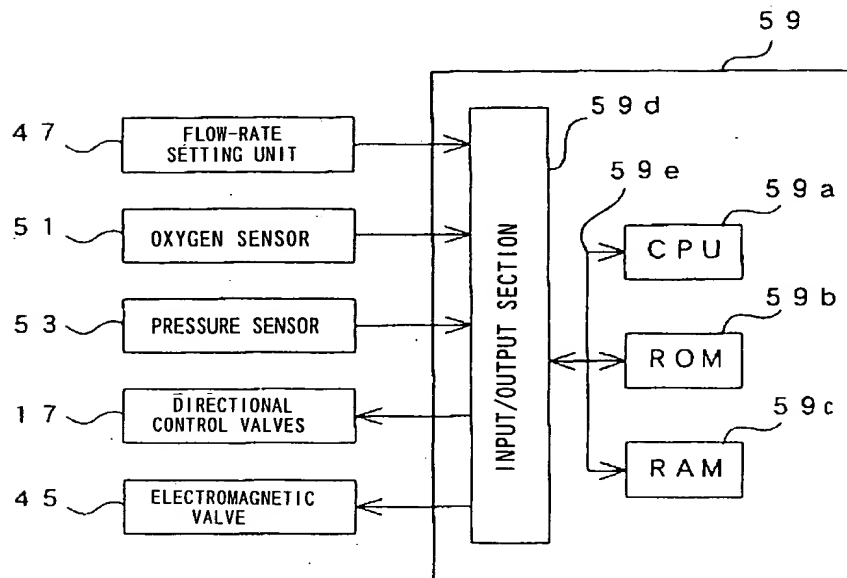 59
47
FLOW-RATE
SETTING UNIT
59d
59e
59a
51
OXYGEN SENSOR
CPU
INPUT/OUTPUT SECTION
59b
53
PRESSURE SENSOR
ROM
17
DIRECTIONAL
CONTROL VALVES
59c
RAM
45
ELECTROMAGNETIC
VALVE